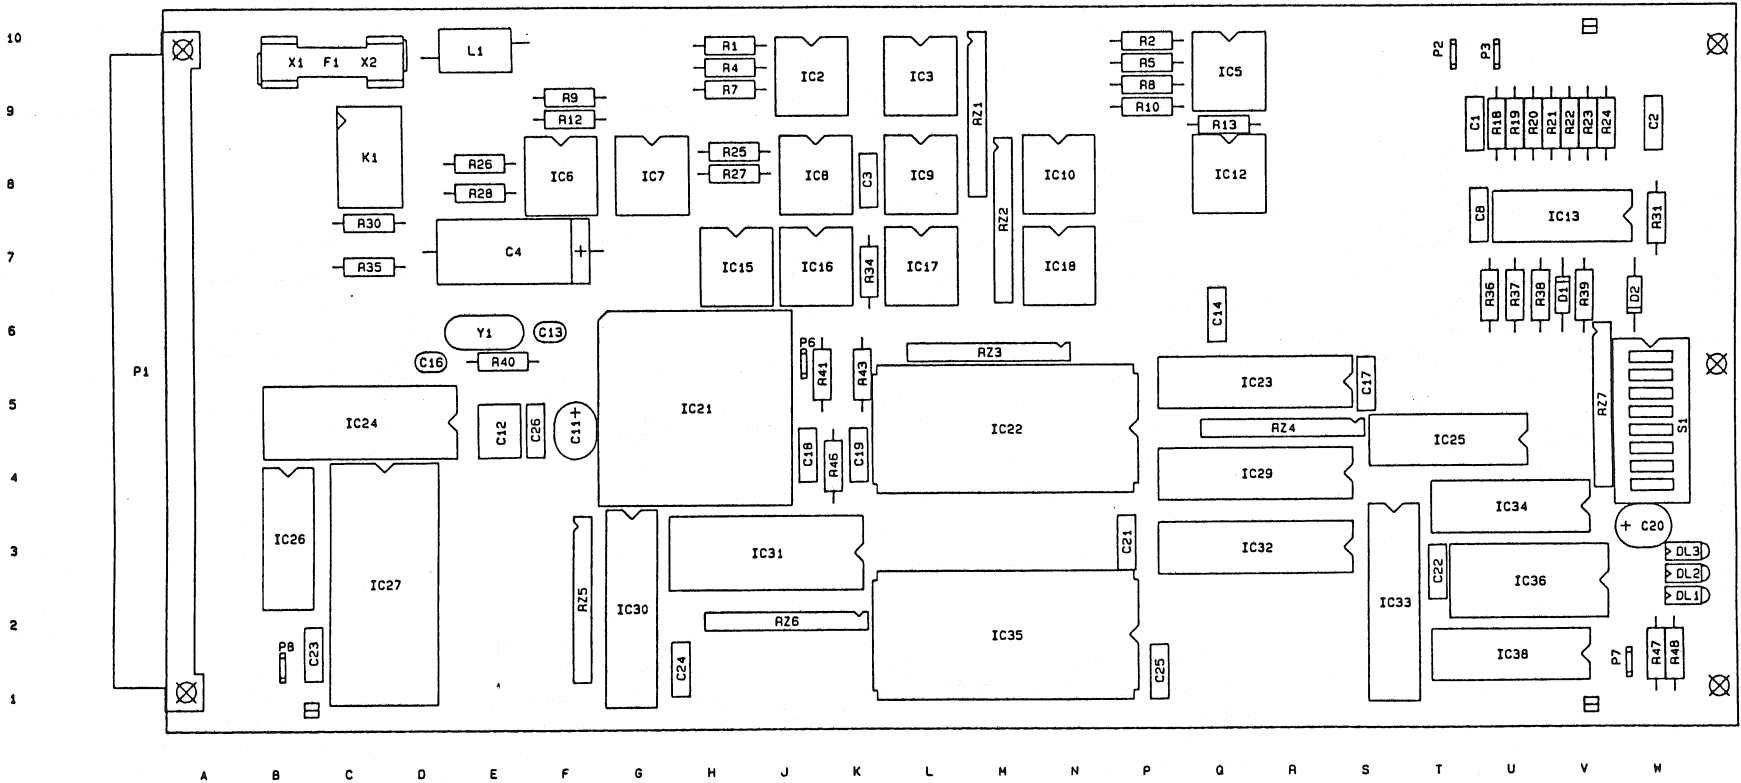 10
X1 F1 X2
L1
R1
R4
R7
IC2
IC3
RZ1
R2
R5
R8
R10
IC5
P2
P3
9
R9
R12
R13
C1
R18
R19
R20
R21
R22
R23
R24
C2
K1
8
R26
R28
IC6
IC7
R25
R27
IC8
C3
IC9
RZ2
IC10
IC12
C8
IC13
R31
R30
7
R35
C4 +
IC15
IC16
R34
IC17
IC18
R36
R37
R38
D1
R39
D2
C14
6
Y1
C13
C16
R40
P6
R41
R43
RZ3
P1
IC21
IC23
C17
RZ7
S1
5
IC24
C12
C26
C11+
IC22
RZ4
IC25
C18
R46
C19
4
IC29
IC34
+ C20
3
IC26
IC27
IC31
C21
IC32
C22
IC36
DL3
DL2
DL1
RZ5
IC30
IC33
2
RZ6
IC35
P8
C23
C24
C25
IC38
P7
R47
R48
1
A B C D E F G H J K L M N P Q R S T U V W